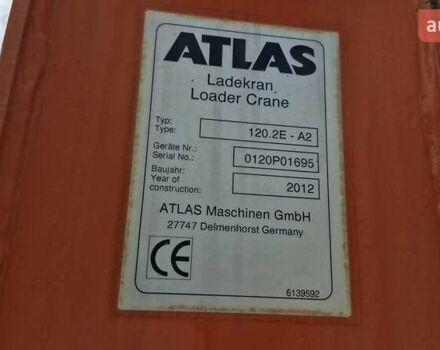 ATLAS
Ladekran
Loader Crane
Typ:
Type:
120.2E - A2
Geräte Nr.:
Serial No.:
0120P01695
Baujahr:
Year of
construction:
2012
ATLAS Maschinen GmbH
27747 Delmenhorst Germany
CE
6139592